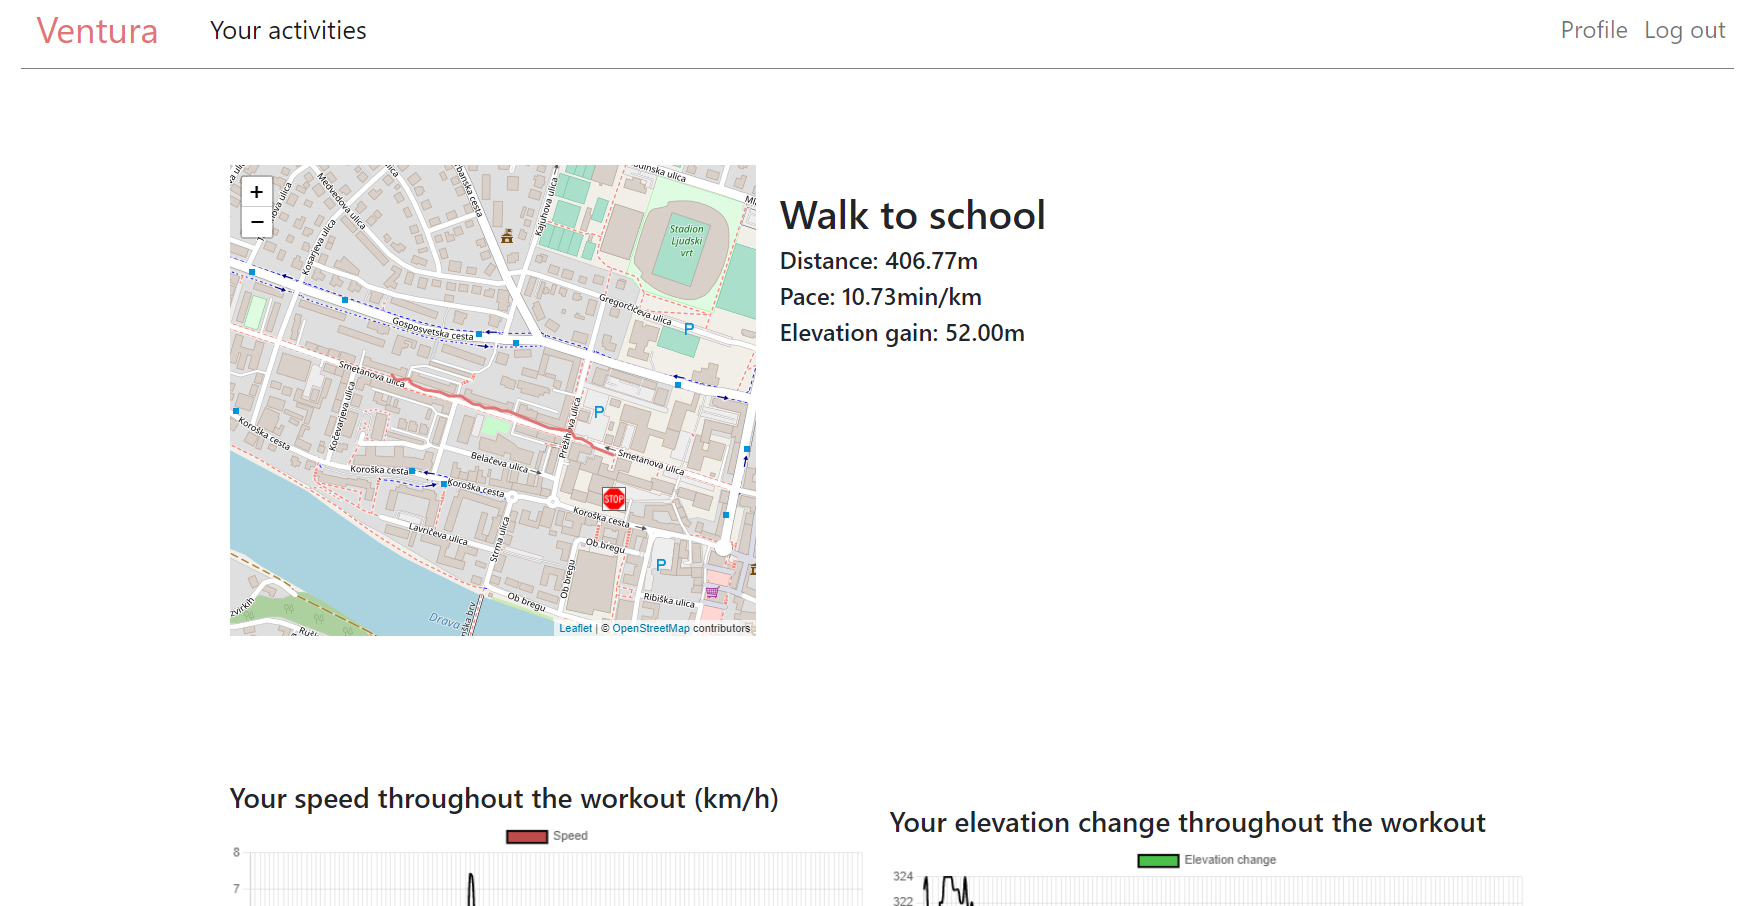 Ventura
Your activities
Profile
Log out
+
−
Medvedova ulica
Kosarjeva ulica
Kajuhova ulica
Stadion
Ljudski
vrt
Gregorčičeva ulica
Gosposvetska cesta
P
Smetanova ulica
Kočevarjeva ulica
Prežihova ulica
P
Koroška cesta
Smetanova ulica
Belačeva ulica
Koroška cesta
Koroška cesta
STOP
Koroška cesta
Lavričeva ulica
Strma ulica
Ob bregu
Ob bregu
P
Ob bregu
Ribiška ulica
Drava
Leaflet | © OpenStreetMap contributors
Walk to school
Distance: 406.77m
Pace: 10.73min/km
Elevation gain: 52.00m
Your speed throughout the workout (km/h)
Speed
8
7
Your elevation change throughout the workout
Elevation change
324
322